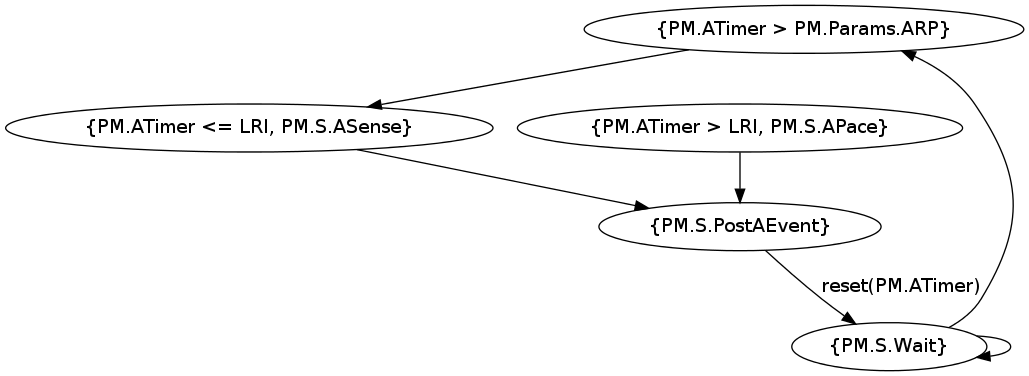 {PM.ATimer > PM.Params.ARP}
{PM.ATimer <= LRI, PM.S.ASense}
{PM.ATimer > LRI, PM.S.APace}
{PM.S.PostAEvent}
reset(PM.ATimer)
{PM.S.Wait}